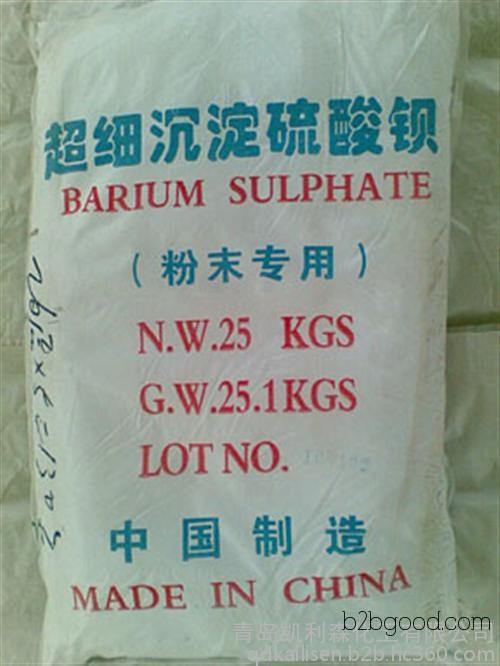 超细沉淀硫酸钡
BARIUM SULPHATE
（粉末专用）
N.W.25 KGS
G.W.25.1KGS
LOT NO.
中国制造
MADE IN CHINA
b2bgood.com
青岛凯利森化工有限公司
qdkailisen.b2b.hc360.com